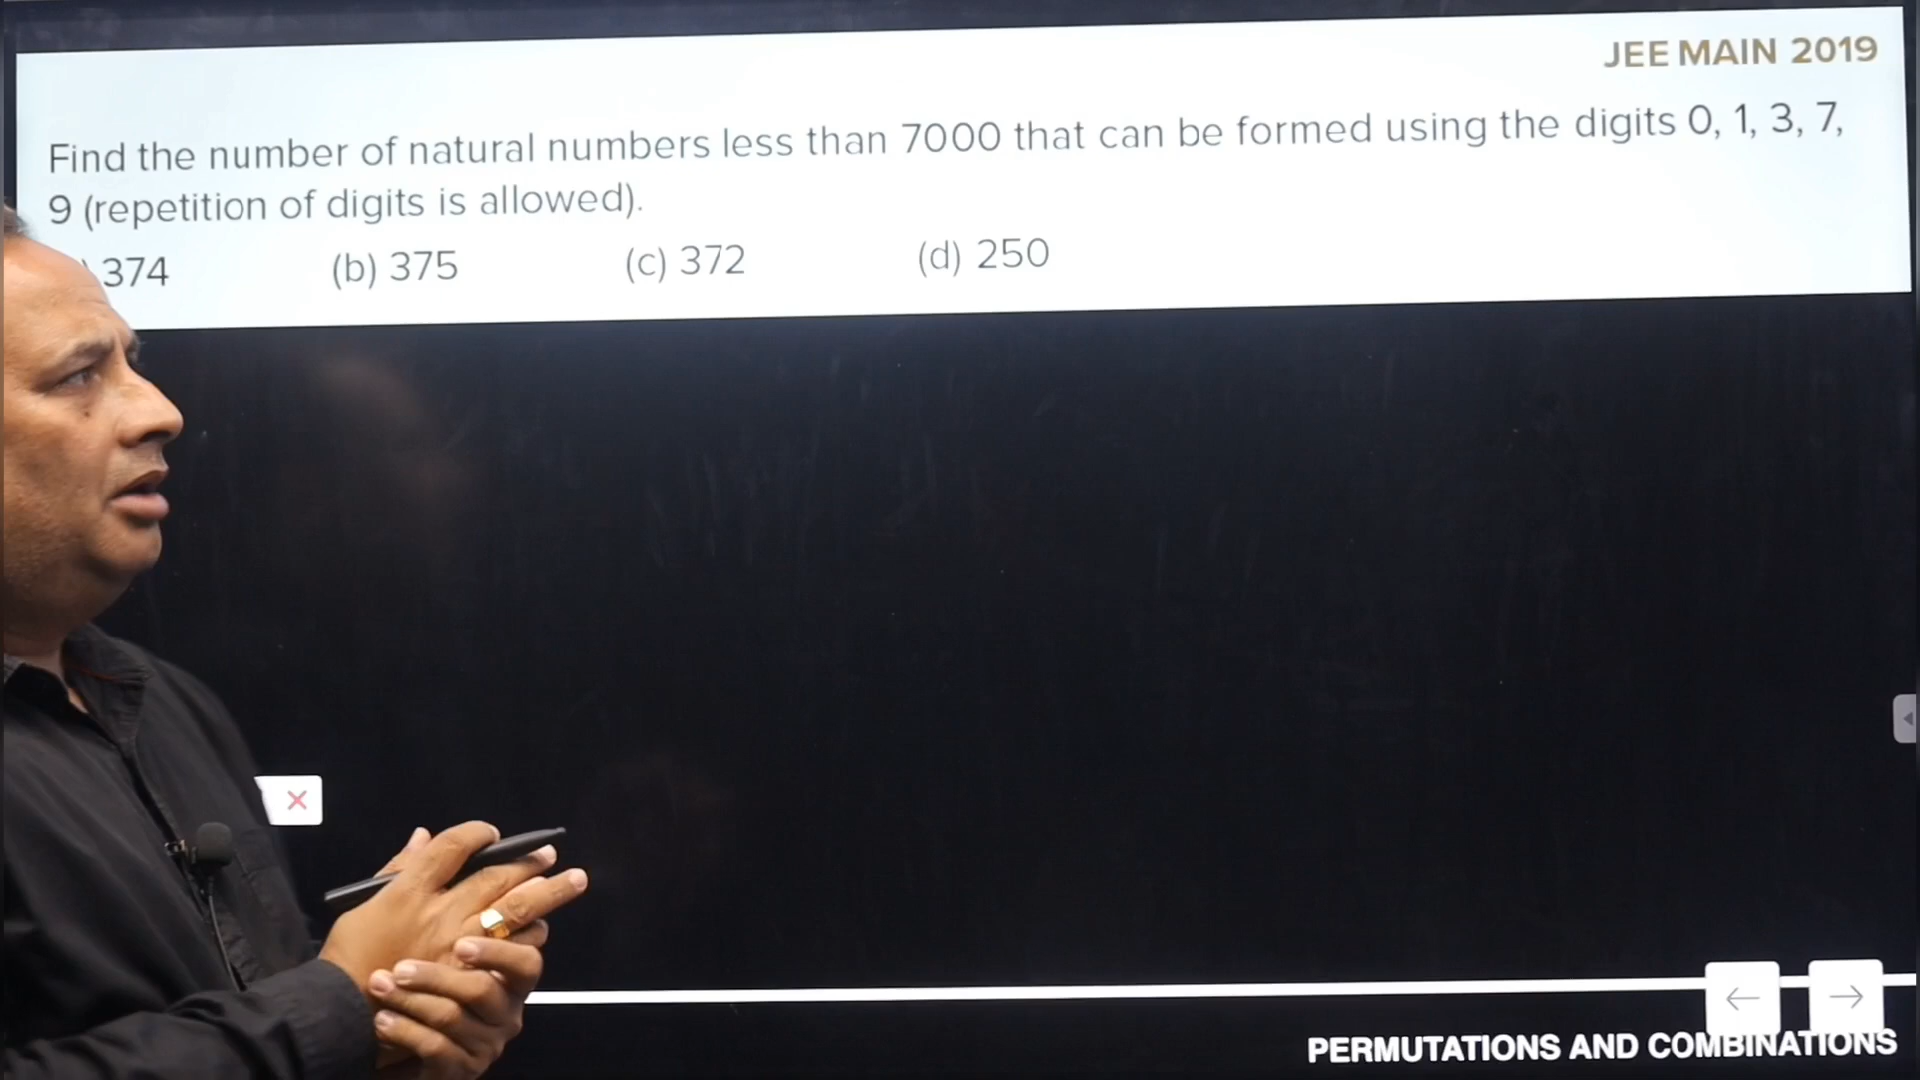 JEE MAIN 2019
Find the number of natural numbers less than 7000 that can be formed using the digits 0, 1, 3, 7,
9 (repetition of digits is allowed).
374 (b) 375 (c) 372 (d) 250
PERMUTATIONS AND COMBINATIONS